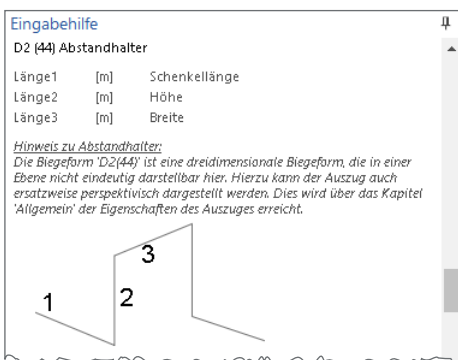 Eingabehilfe
D2 (44) Abstandhalter
Länge1 [m] Schenkellänge
Länge2 [m] Höhe
Länge3 [m] Breite
Hinweis zu Abstandhalter:
Die Biegeform 'D2(44)' ist eine dreidimensionale Biegeform, die in einer
Ebene nicht eindeutig darstellbar hier. Hierzu kann der Auszug auch
ersatzweise perspektivisch dargestellt werden. Dies wird über das Kapitel
'Allgemein' der Eigenschaften des Auszuges erreicht.
3
1 2